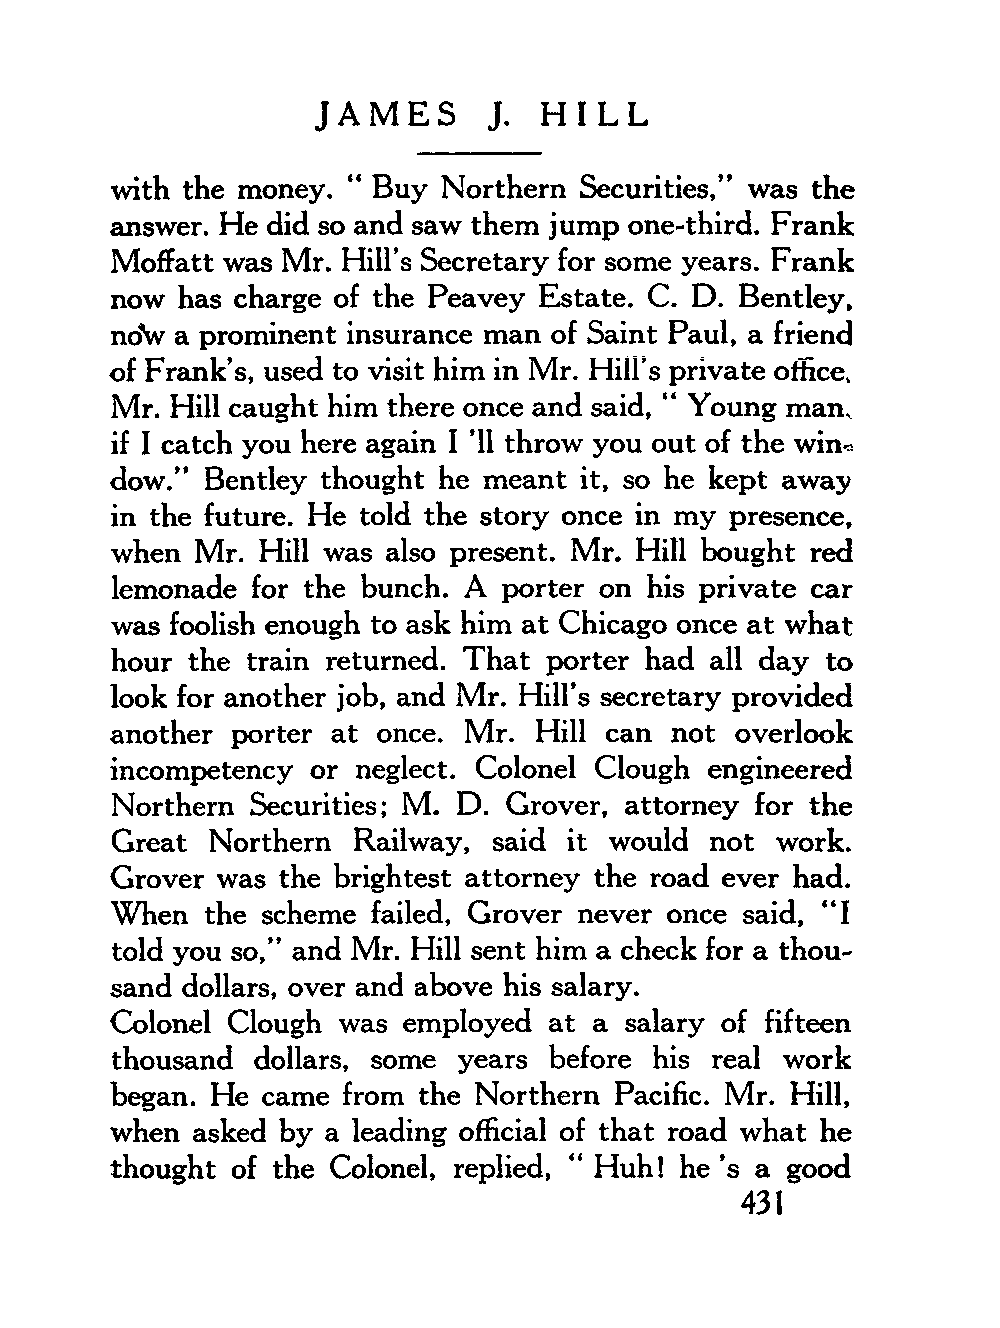 JAMES J. HILL
with the money. “ Buy Northern Securities,” was the
answer. He did so and saw them jump one-third. Frank
Moffatt was Mr. Hill’s Secretary for some years. Frank
now has charge of the Peavey Estate. C. D. Bentley,
now a prominent insurance man of Saint Paul, a friend
of Frank’s, used to visit him in Mr. Hill’s private office.
Mr. Hill caught him there once and said, “ Young man,
if I catch you here again I ’ll throw you out of the win-
dow.” Bentley thought he meant it, so he kept away
in the future. He told the story once in my presence,
when Mr. Hill was also present. Mr. Hill bought red
lemonade for the bunch. A porter on his private car
was foolish enough to ask him at Chicago once at what
hour the train returned. That porter had all day to
look for another job, and Mr. Hill’s secretary provided
another porter at once. Mr. Hill can not overlook
incompetency or neglect. Colonel Clough engineered
Northern Securities; M. D. Grover, attorney for the
Great Northern Railway, said it would not work.
Grover was the brightest attorney the road ever had.
When the scheme failed, Grover never once said, “I
told you so,” and Mr. Hill sent him a check for a thou-
sand dollars, over and above his salary.
Colonel Clough was employed at a salary of fifteen
thousand dollars, some years before his real work
began. He came from the Northern Pacific. Mr. Hill,
when asked by a leading official of that road what he
thought of the Colonel, replied, “ Huh! he ’s a good
431